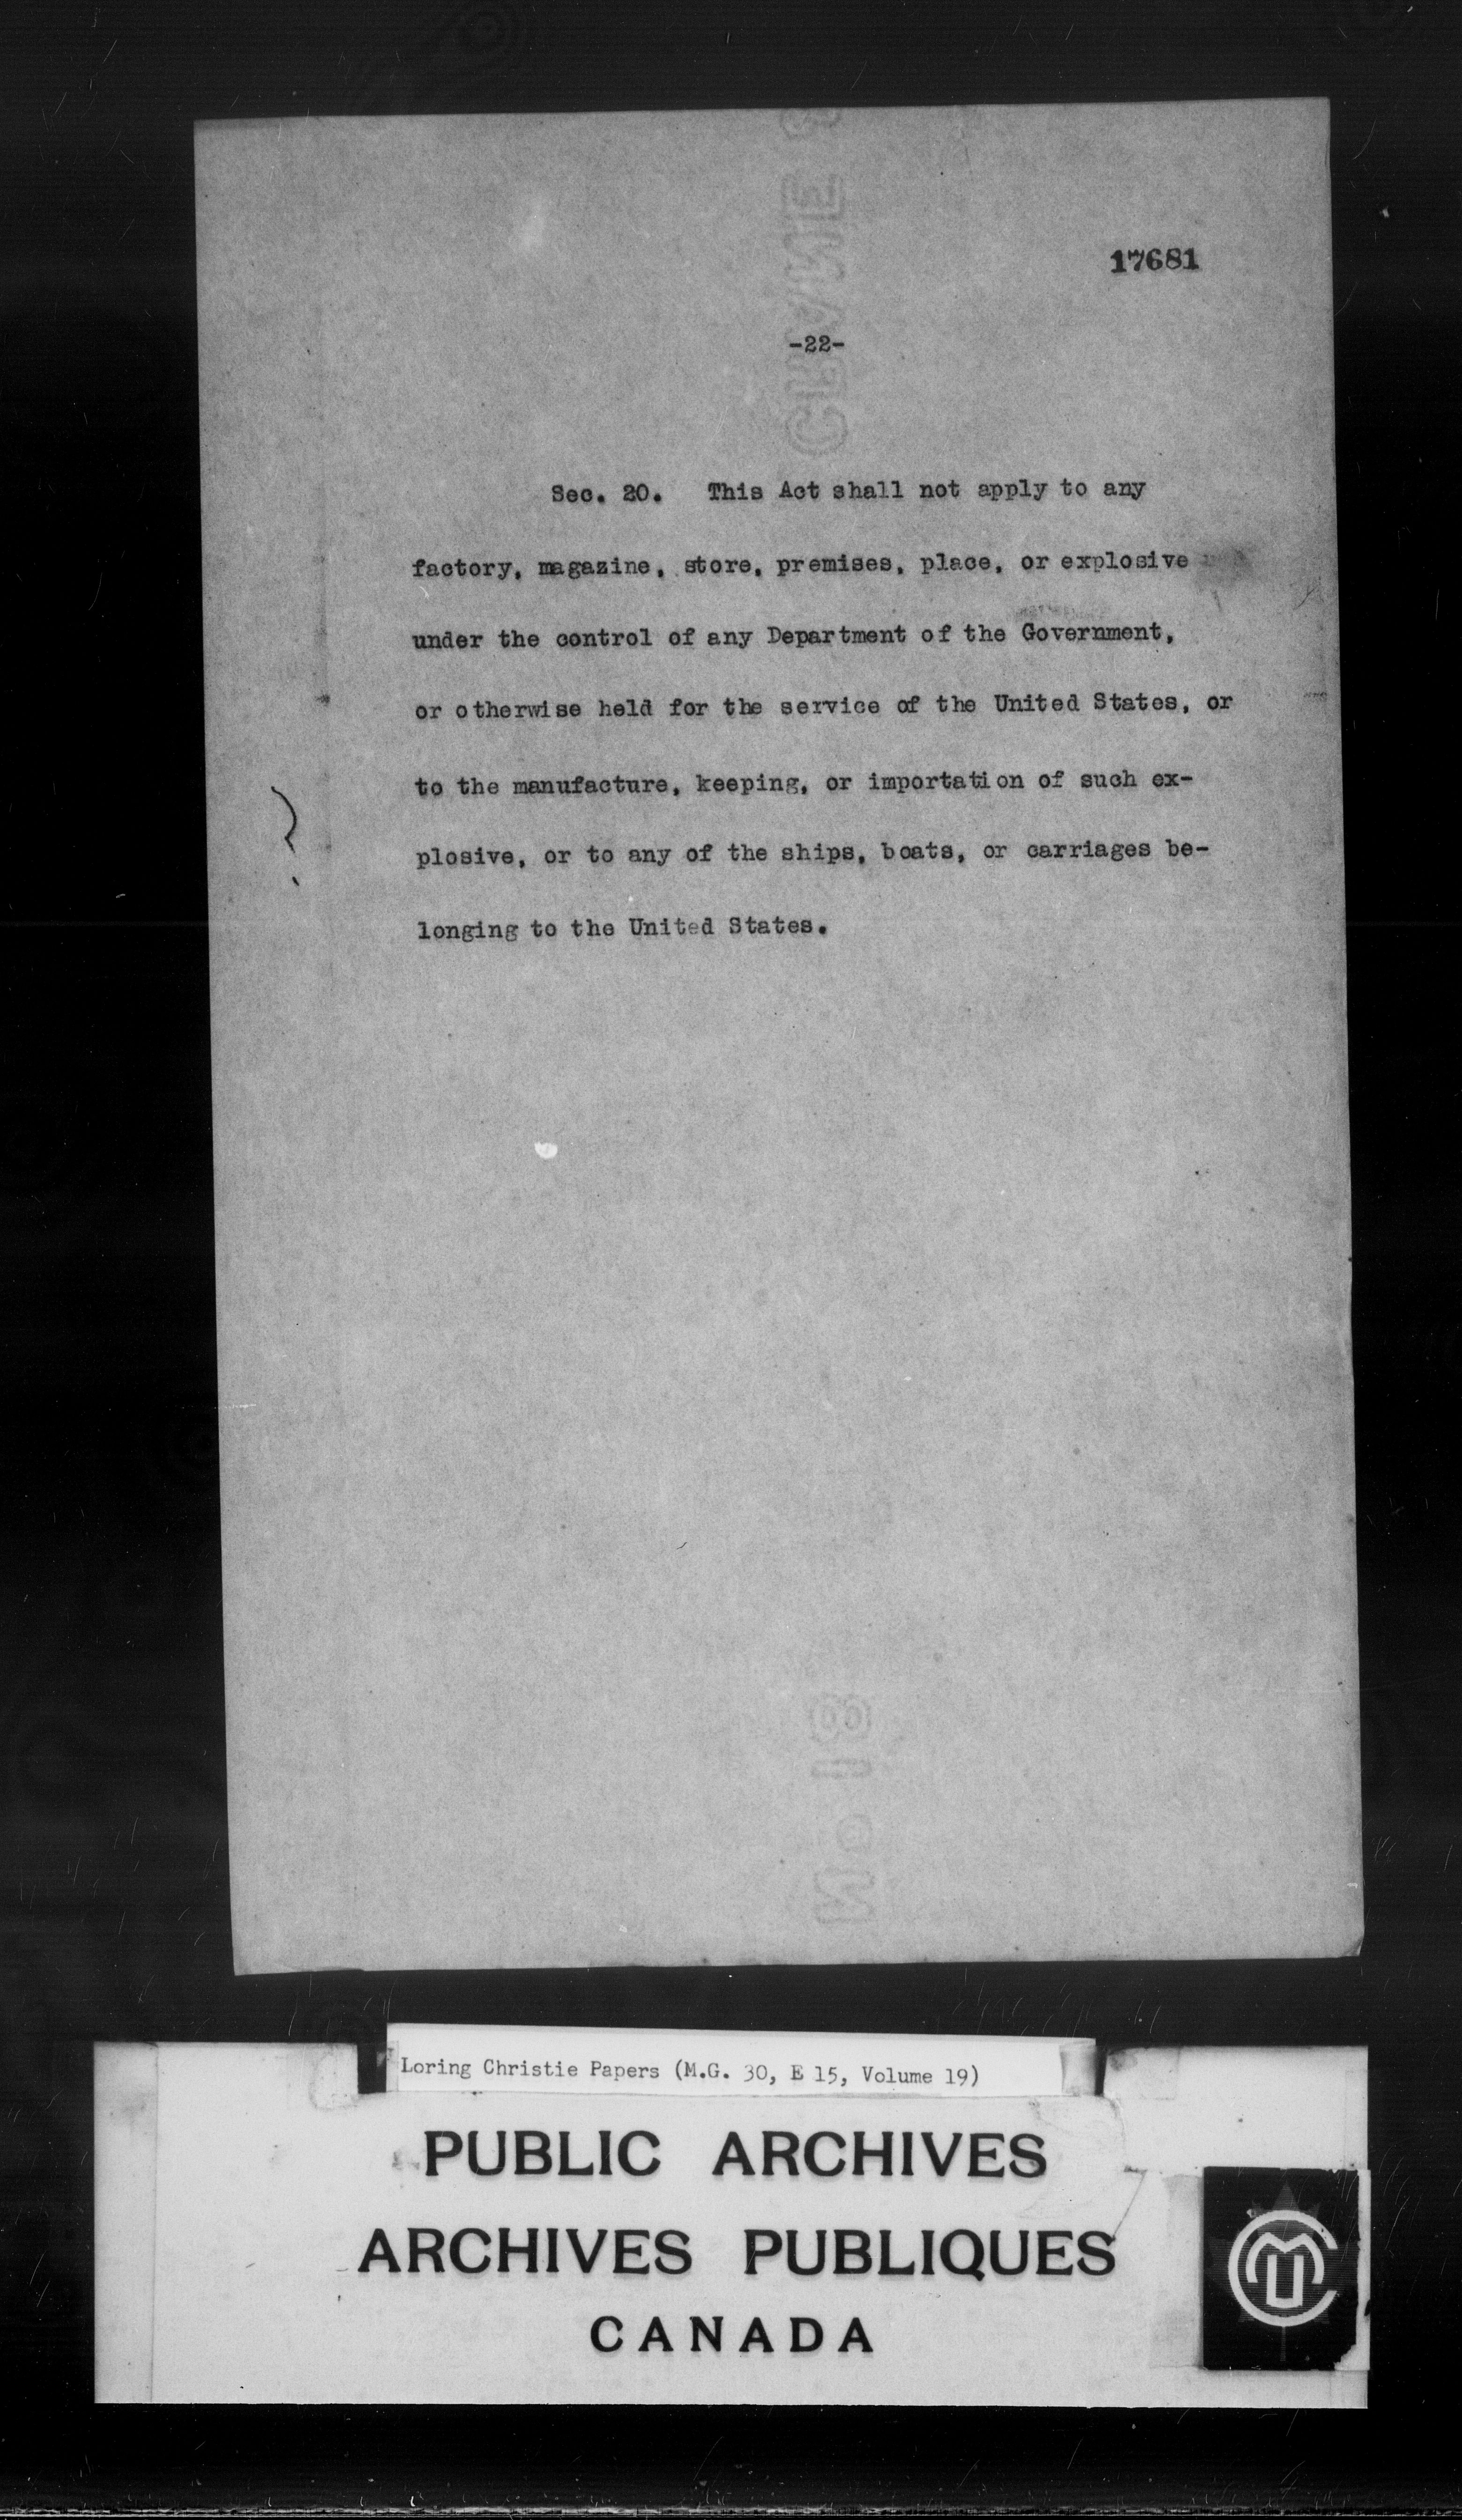 17681
-22-
Sec. 20. This Act shall not apply to any
factory, magazine, store, premises, place, or explosive
under the control of any Department of the Government,
or otherwise held for the service of the United States, or
to the manufacture, keeping, or importation of such ex-
plosive, or to any of the ships, boats, or carriages be-
longing to the United States.
Loring Christie Papers (M.G. 30, E 15, Volume 19)
PUBLIC ARCHIVES
ARCHIVES PUBLIQUES
CANADA